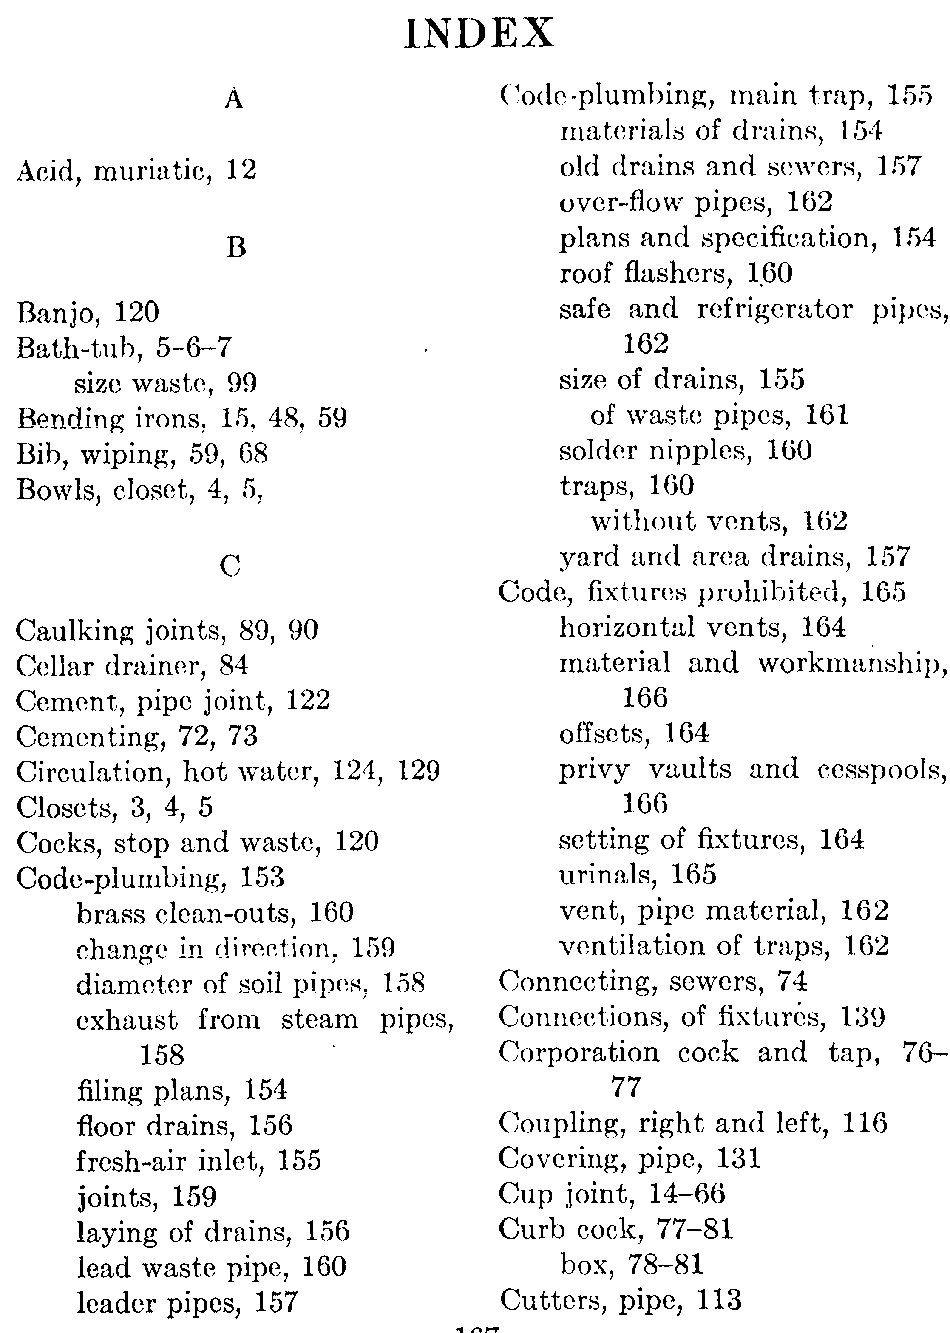 INDEX
A
Acid, muriatic, 12
B
Banjo, 120
Bath-tub, 5-6-7
size waste, 99
Bending irons, 15, 48, 59
Bib, wiping, 59, 68
Bowls, closet, 4, 5,
C
Caulking joints, 89, 90
Cellar drainer, 84
Cement, pipe joint, 122
Cementing, 72, 73
Circulation, hot water, 124, 129
Closets, 3, 4, 5
Cocks, stop and waste, 120
Code-plumbing, 153
brass clean-outs, 160
change in direction, 159
diameter of soil pipes, 158
exhaust from steam pipes,
158
filing plans, 154
floor drains, 156
fresh-air inlet, 155
joints, 159
laying of drains, 156
lead waste pipe, 160
leader pipes, 157
Code-plumbing, main trap, 155
materials of drains, 154
old drains and sewers, 157
over-flow pipes, 162
plans and specification, 154
roof flashers, 160
safe and refrigerator pipes,
162
size of drains, 155
of waste pipes, 161
solder nipples, 160
traps, 160
without vents, 162
yard and area drains, 157
Code, fixtures prohibited, 165
horizontal vents, 164
material and workmanship,
166
offsets, 164
privy vaults and cesspools,
166
setting of fixtures, 164
urinals, 165
vent, pipe material, 162
ventilation of traps, 162
Connecting, sewers, 74
Connections, of fixtures, 139
Corporation cock and tap, 76-
77
Coupling, right and left, 116
Covering, pipe, 131
Cup joint, 14-66
Curb cock, 77-81
box, 78-81
Cutters, pipe, 113